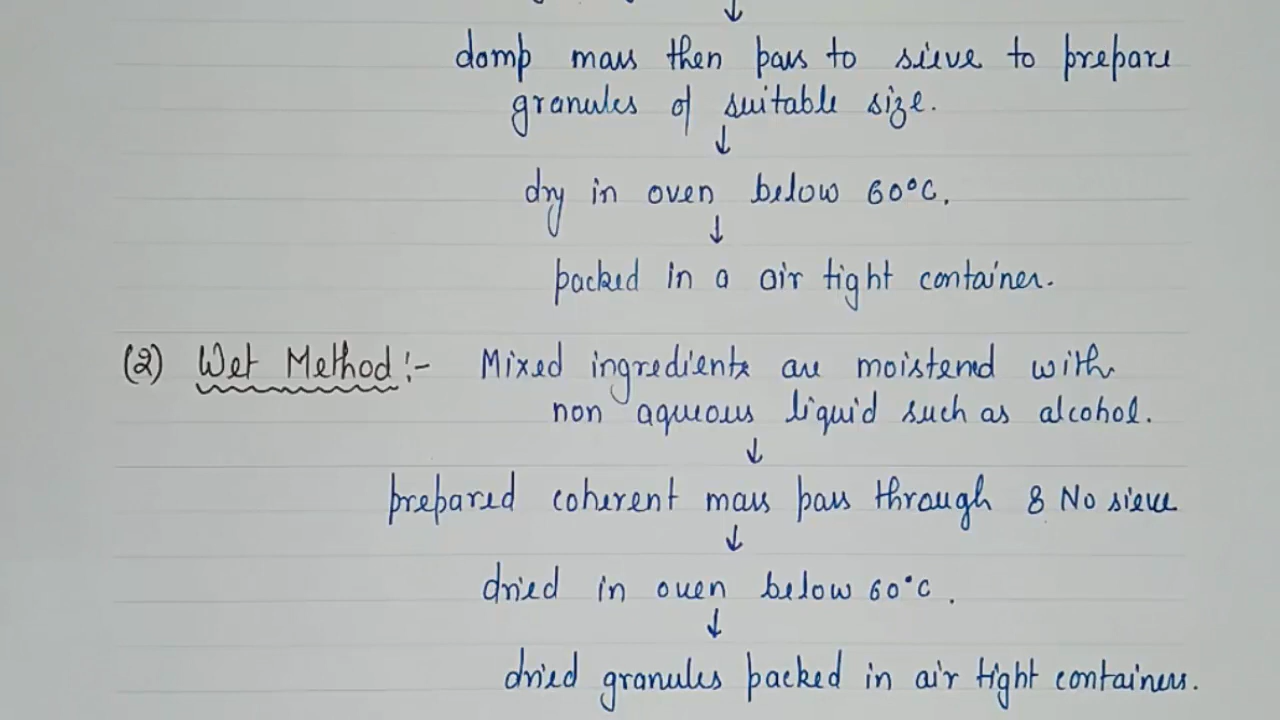 ↓
damp mass then pass to sieve to prepare
granules of suitable size.
↓
dry in oven below 60°C.
↓
packed in a air tight container.
(2) Wet Method :- Mixed ingredients are moistened with
non aqueous liquid such as alcohol.
↓
prepared coherent mass pass through 8 No sieve
↓
dried in oven below 60°C.
↓
dried granules packed in air tight containers.